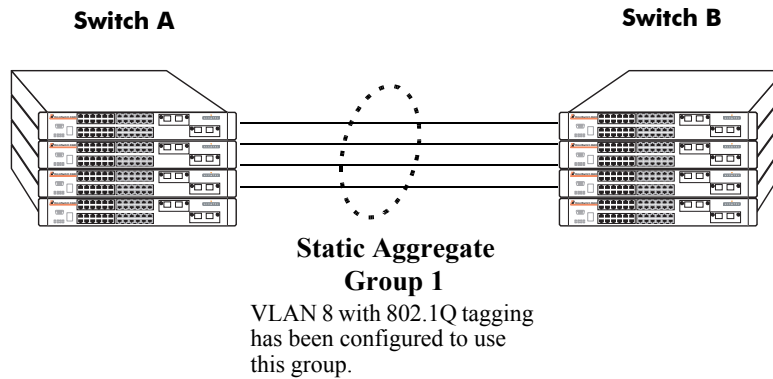 Switch A
Switch B
Static Aggregate
Group 1
VLAN 8 with 802.1Q tagging
has been configured to use
this group.